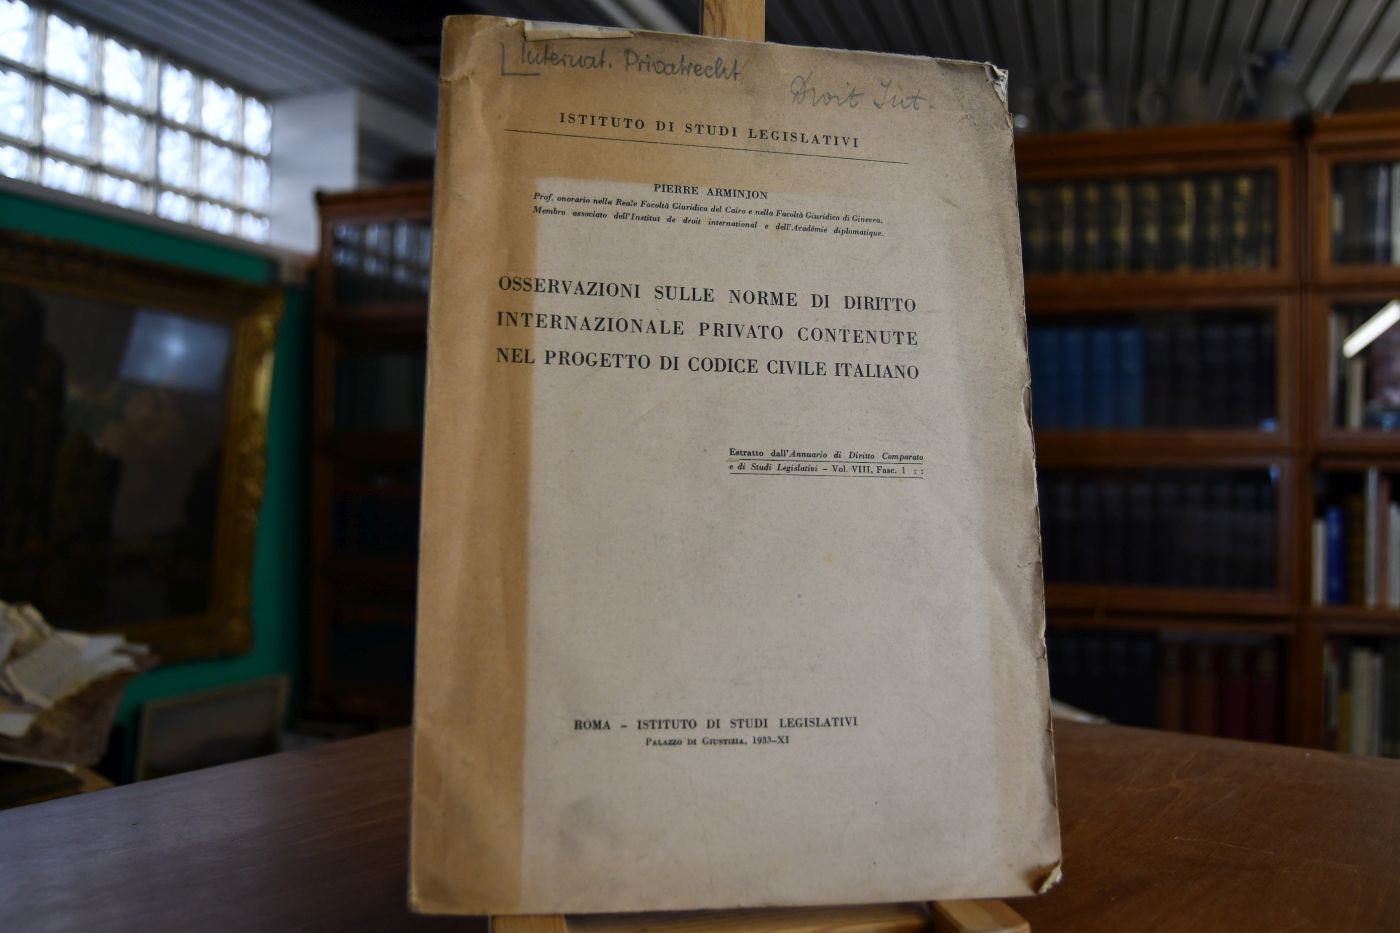 Internat. Privatrecht
Droit Int.
ISTITUTO DI STUDI LEGISLATIVI
PIERRE ARMINJON
Prof. onorario nella Reale Facoltà Giuridica del Cairo e nella Facoltà Giuridico di Ginevra,
Membro associato dell'Institut de droit international e dell'Académie diplomatique.
OSSERVAZIONI SULLE NORME DI DIRITTO
INTERNAZIONALE PRIVATO CONTENUTE
NEL PROGETTO DI CODICE CIVILE ITALIANO
Estratto dall'Annuario di Diritto Comparato
e di Studi Legislativi – Vol. VIII, Fasc. 1 : :
ROMA – ISTITUTO DI STUDI LEGISLATIVI
PALAZZO DI GIUSTIZIA, 1933–XI